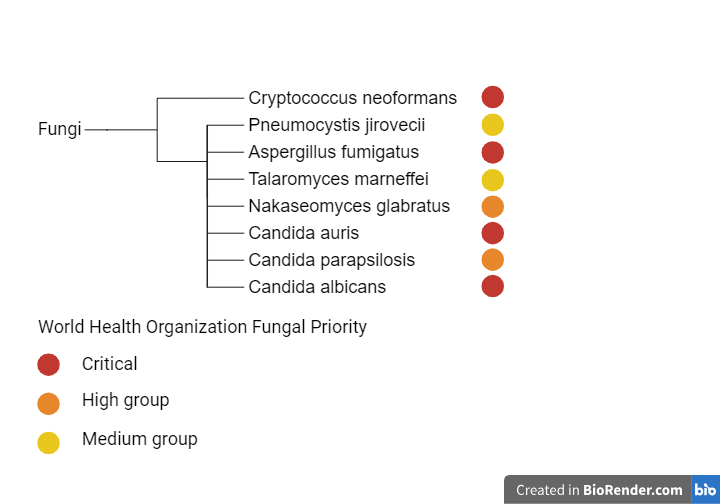 Cryptococcus neoformans
Fungi
Pneumocystis jirovecii
Aspergillus fumigatus
Talaromyces marneffei
Nakaseomyces glabratus
Candida auris
Candida parapsilosis
Candida albicans
World Health Organization Fungal Priority
Critical
High group
Medium group
Created in BioRender.com bio